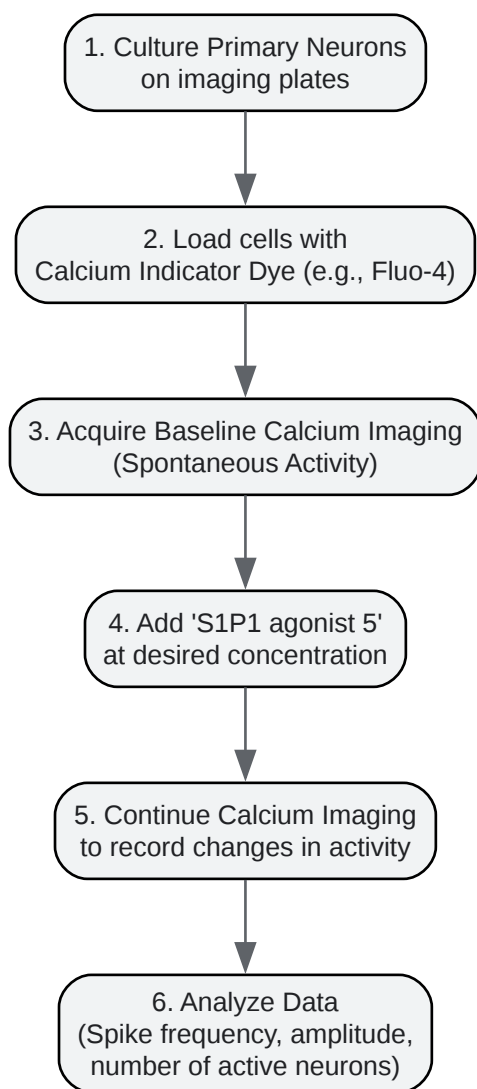 1. Culture Primary Neurons
on imaging plates
2. Load cells with
Calcium Indicator Dye (e.g., Fluo-4)
3. Acquire Baseline Calcium Imaging
(Spontaneous Activity)
4. Add 'S1P1 agonist 5'
at desired concentration
5. Continue Calcium Imaging
to record changes in activity
6. Analyze Data
(Spike frequency, amplitude,
number of active neurons)